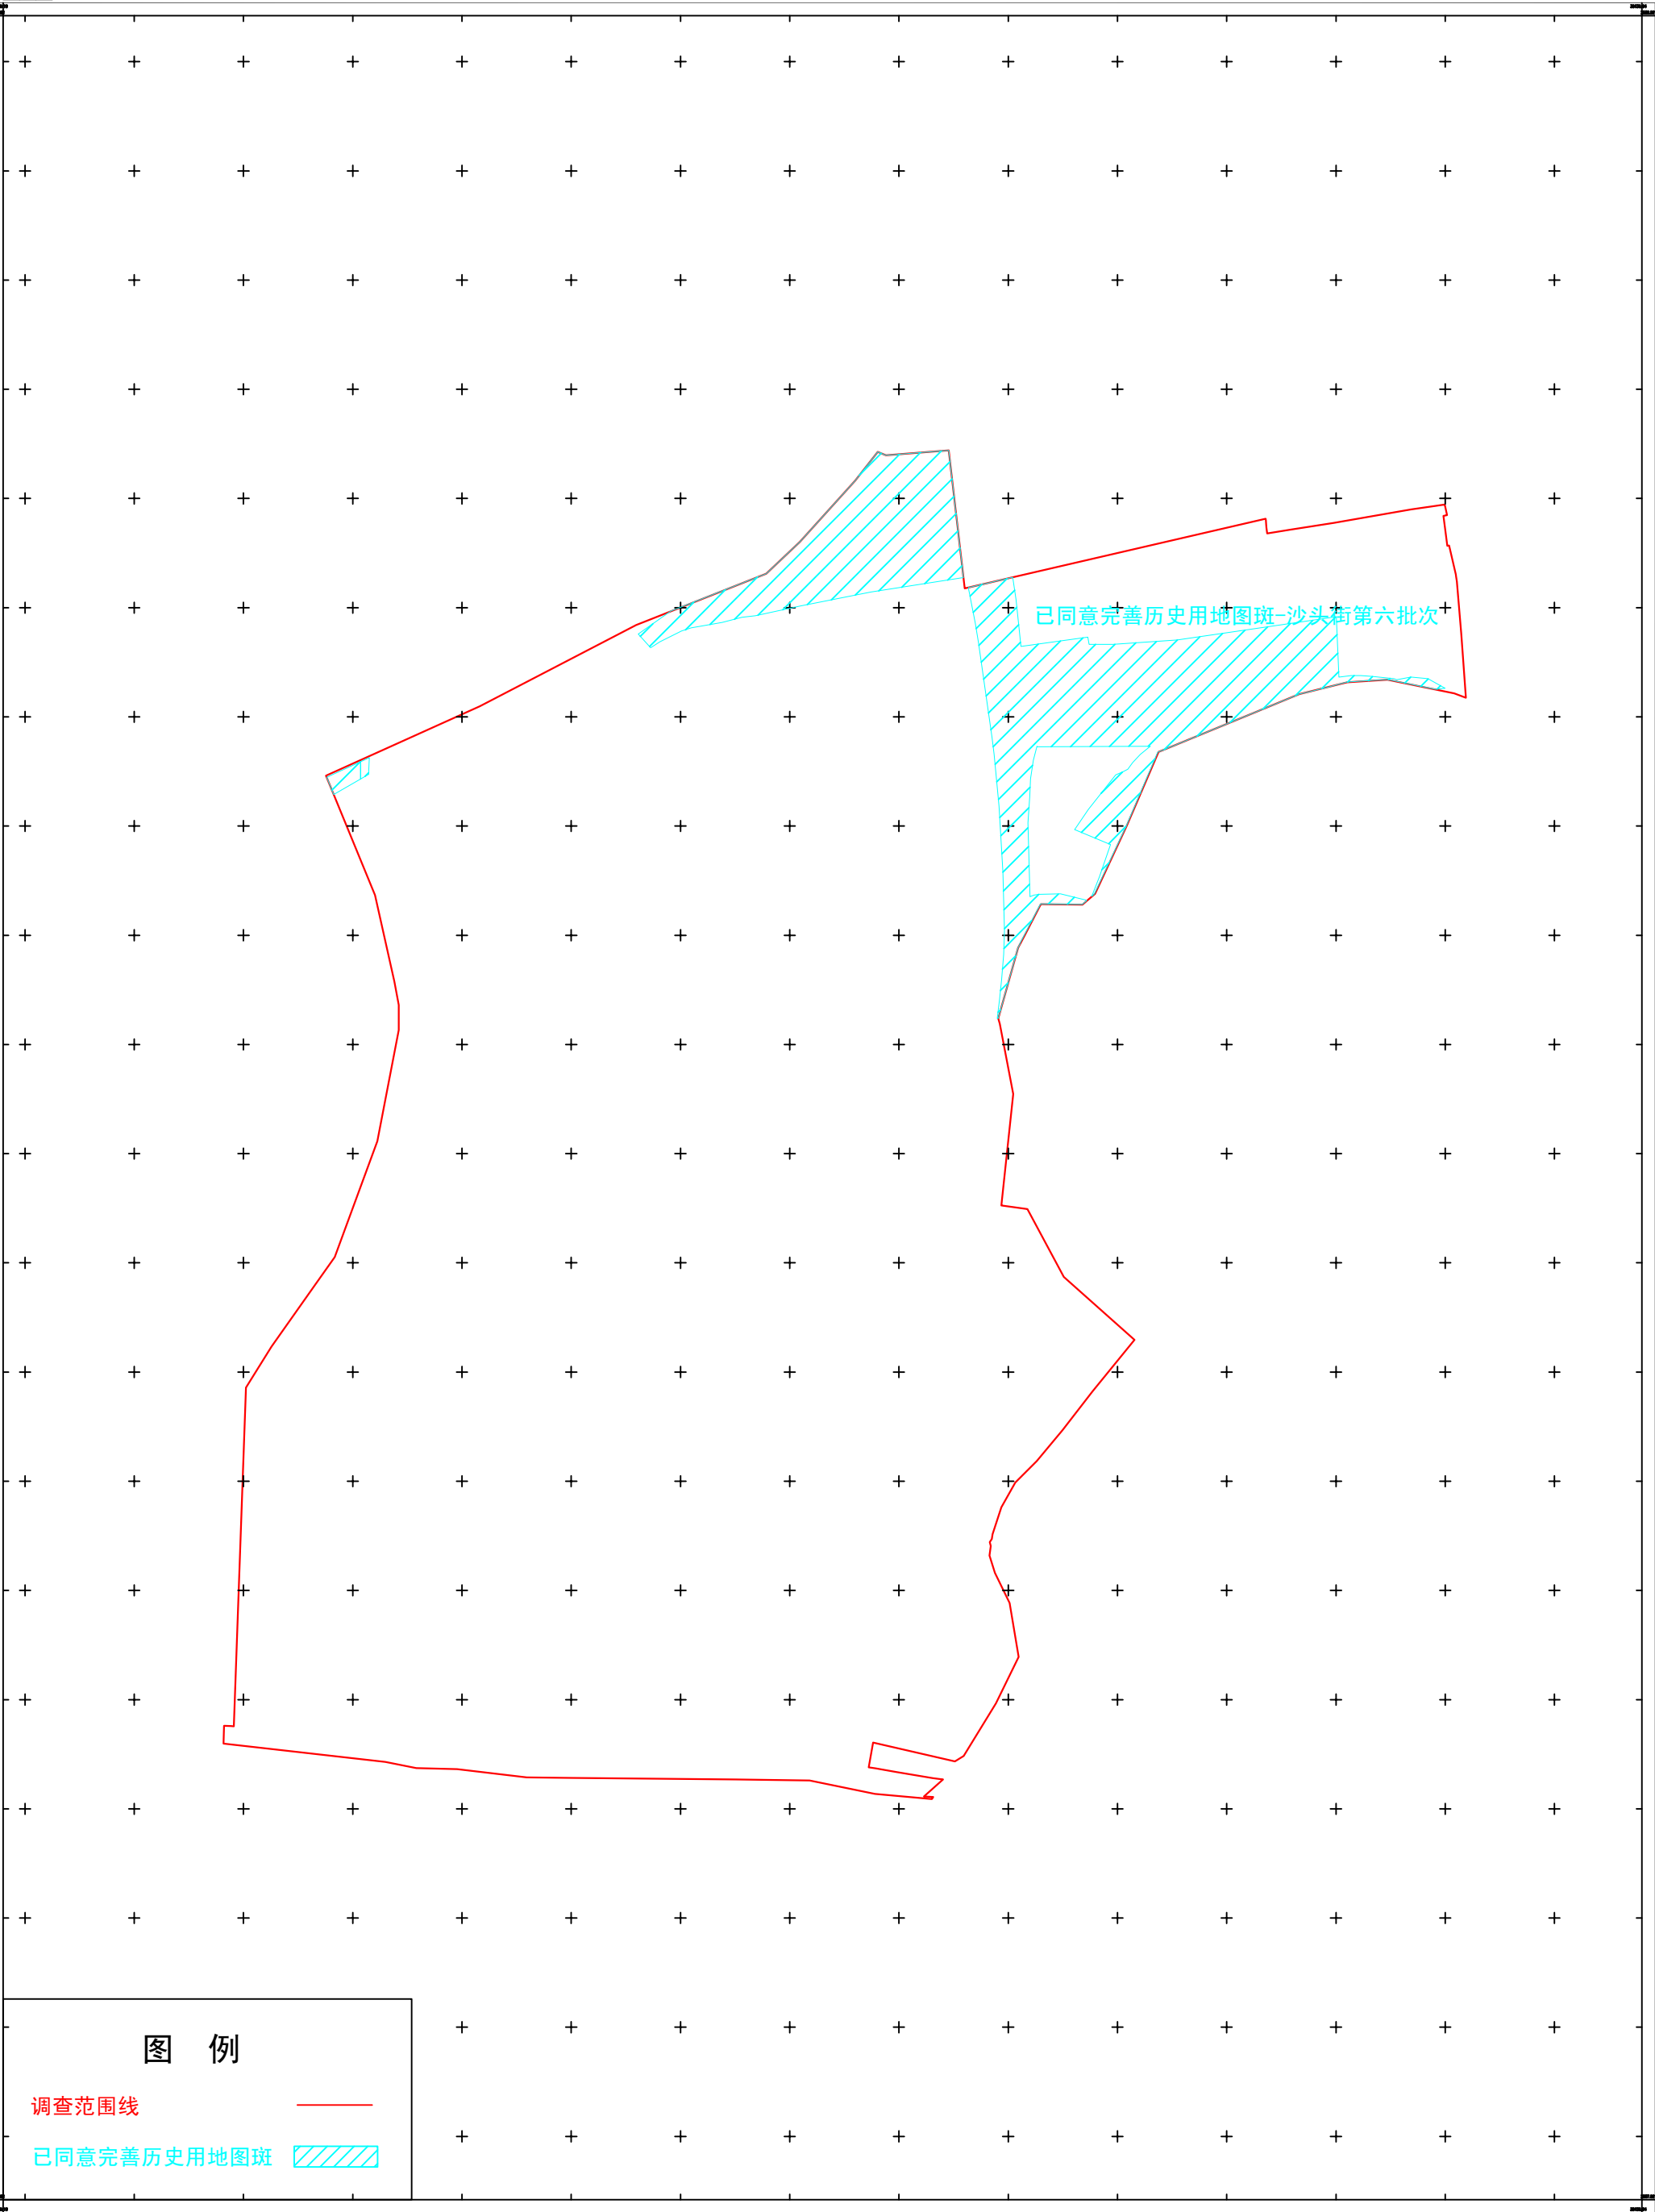 已同意完善历史用地图斑-沙头街第六批次
图 例
调查范围线
已同意完善历史用地图斑